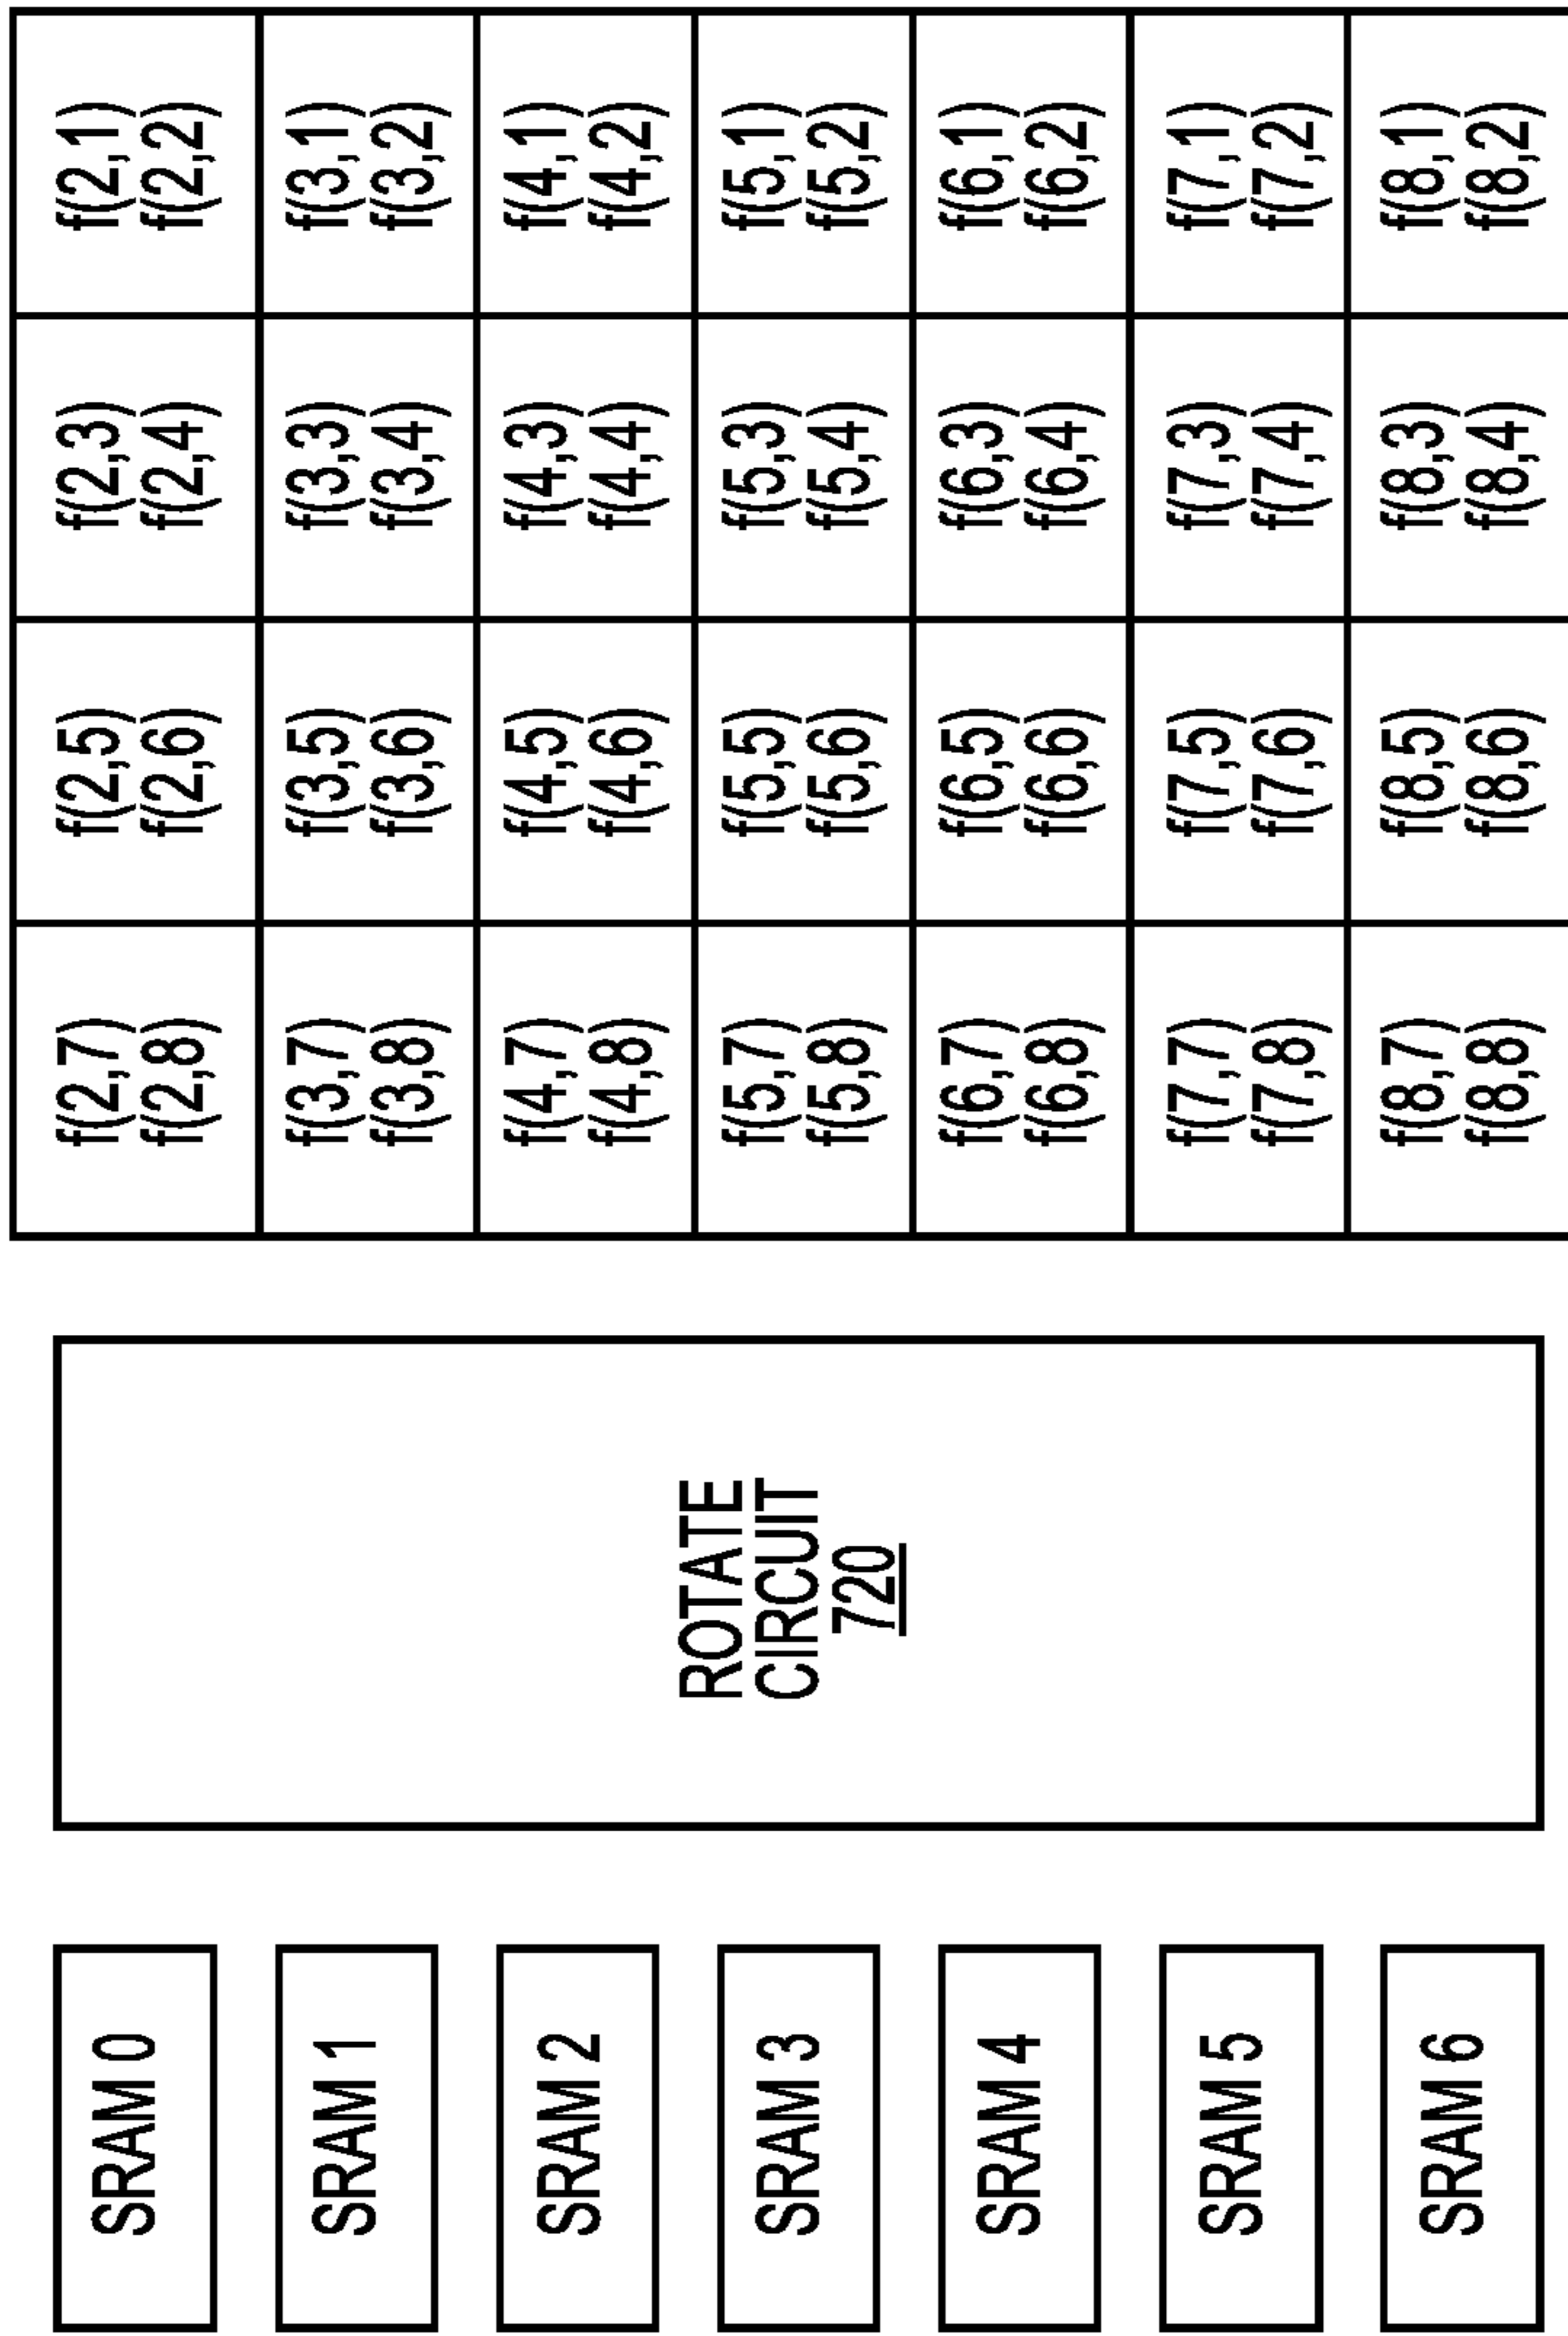 SRAM 0
SRAM 1
SRAM 2
SRAM 3
SRAM 4
SRAM 5
SRAM 6
ROTATE
CIRCUIT
720
f(2,7)
f(2,8)
f(2,5)
f(2,6)
f(2,3)
f(2,4)
f(2,1)
f(2,2)
f(3,7)
f(3,8)
f(3,5)
f(3,6)
f(3,3)
f(3,4)
f(3,1)
f(3,2)
f(4,7)
f(4,8)
f(4,5)
f(4,6)
f(4,3)
f(4,4)
f(4,1)
f(4,2)
f(5,7)
f(5,8)
f(5,5)
f(5,6)
f(5,3)
f(5,4)
f(5,1)
f(5,2)
f(6,7)
f(6,8)
f(6,5)
f(6,6)
f(6,3)
f(6,4)
f(6,1)
f(6,2)
f(7,7)
f(7,8)
f(7,5)
f(7,6)
f(7,3)
f(7,4)
f(7,1)
f(7,2)
f(8,7)
f(8,8)
f(8,5)
f(8,6)
f(8,3)
f(8,4)
f(8,1)
f(8,2)